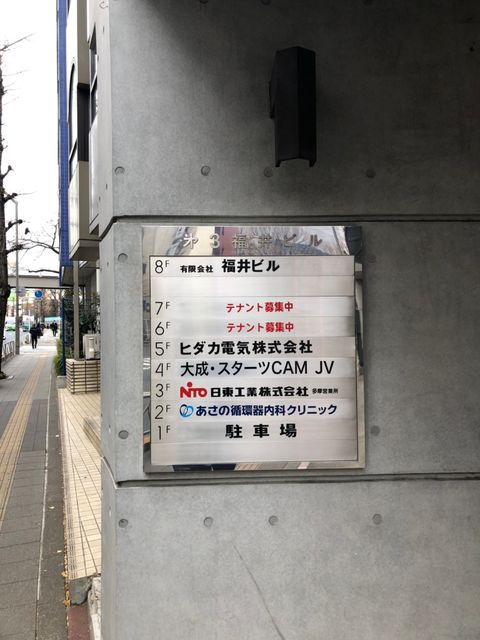 第3福井ビル
8F 有限会社 福井ビル
7F テナント募集中
6F テナント募集中
5F ヒダカ電気株式会社
4F 大成・スターツCAM JV
3F NITO 日東工業株式会社 多摩営業所
2F あさの循環器内科クリニック
1F 駐車場